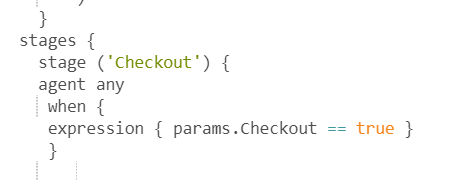 }
stages {
stage ('Checkout') {
agent any
when {
expression { params.Checkout == true }
}